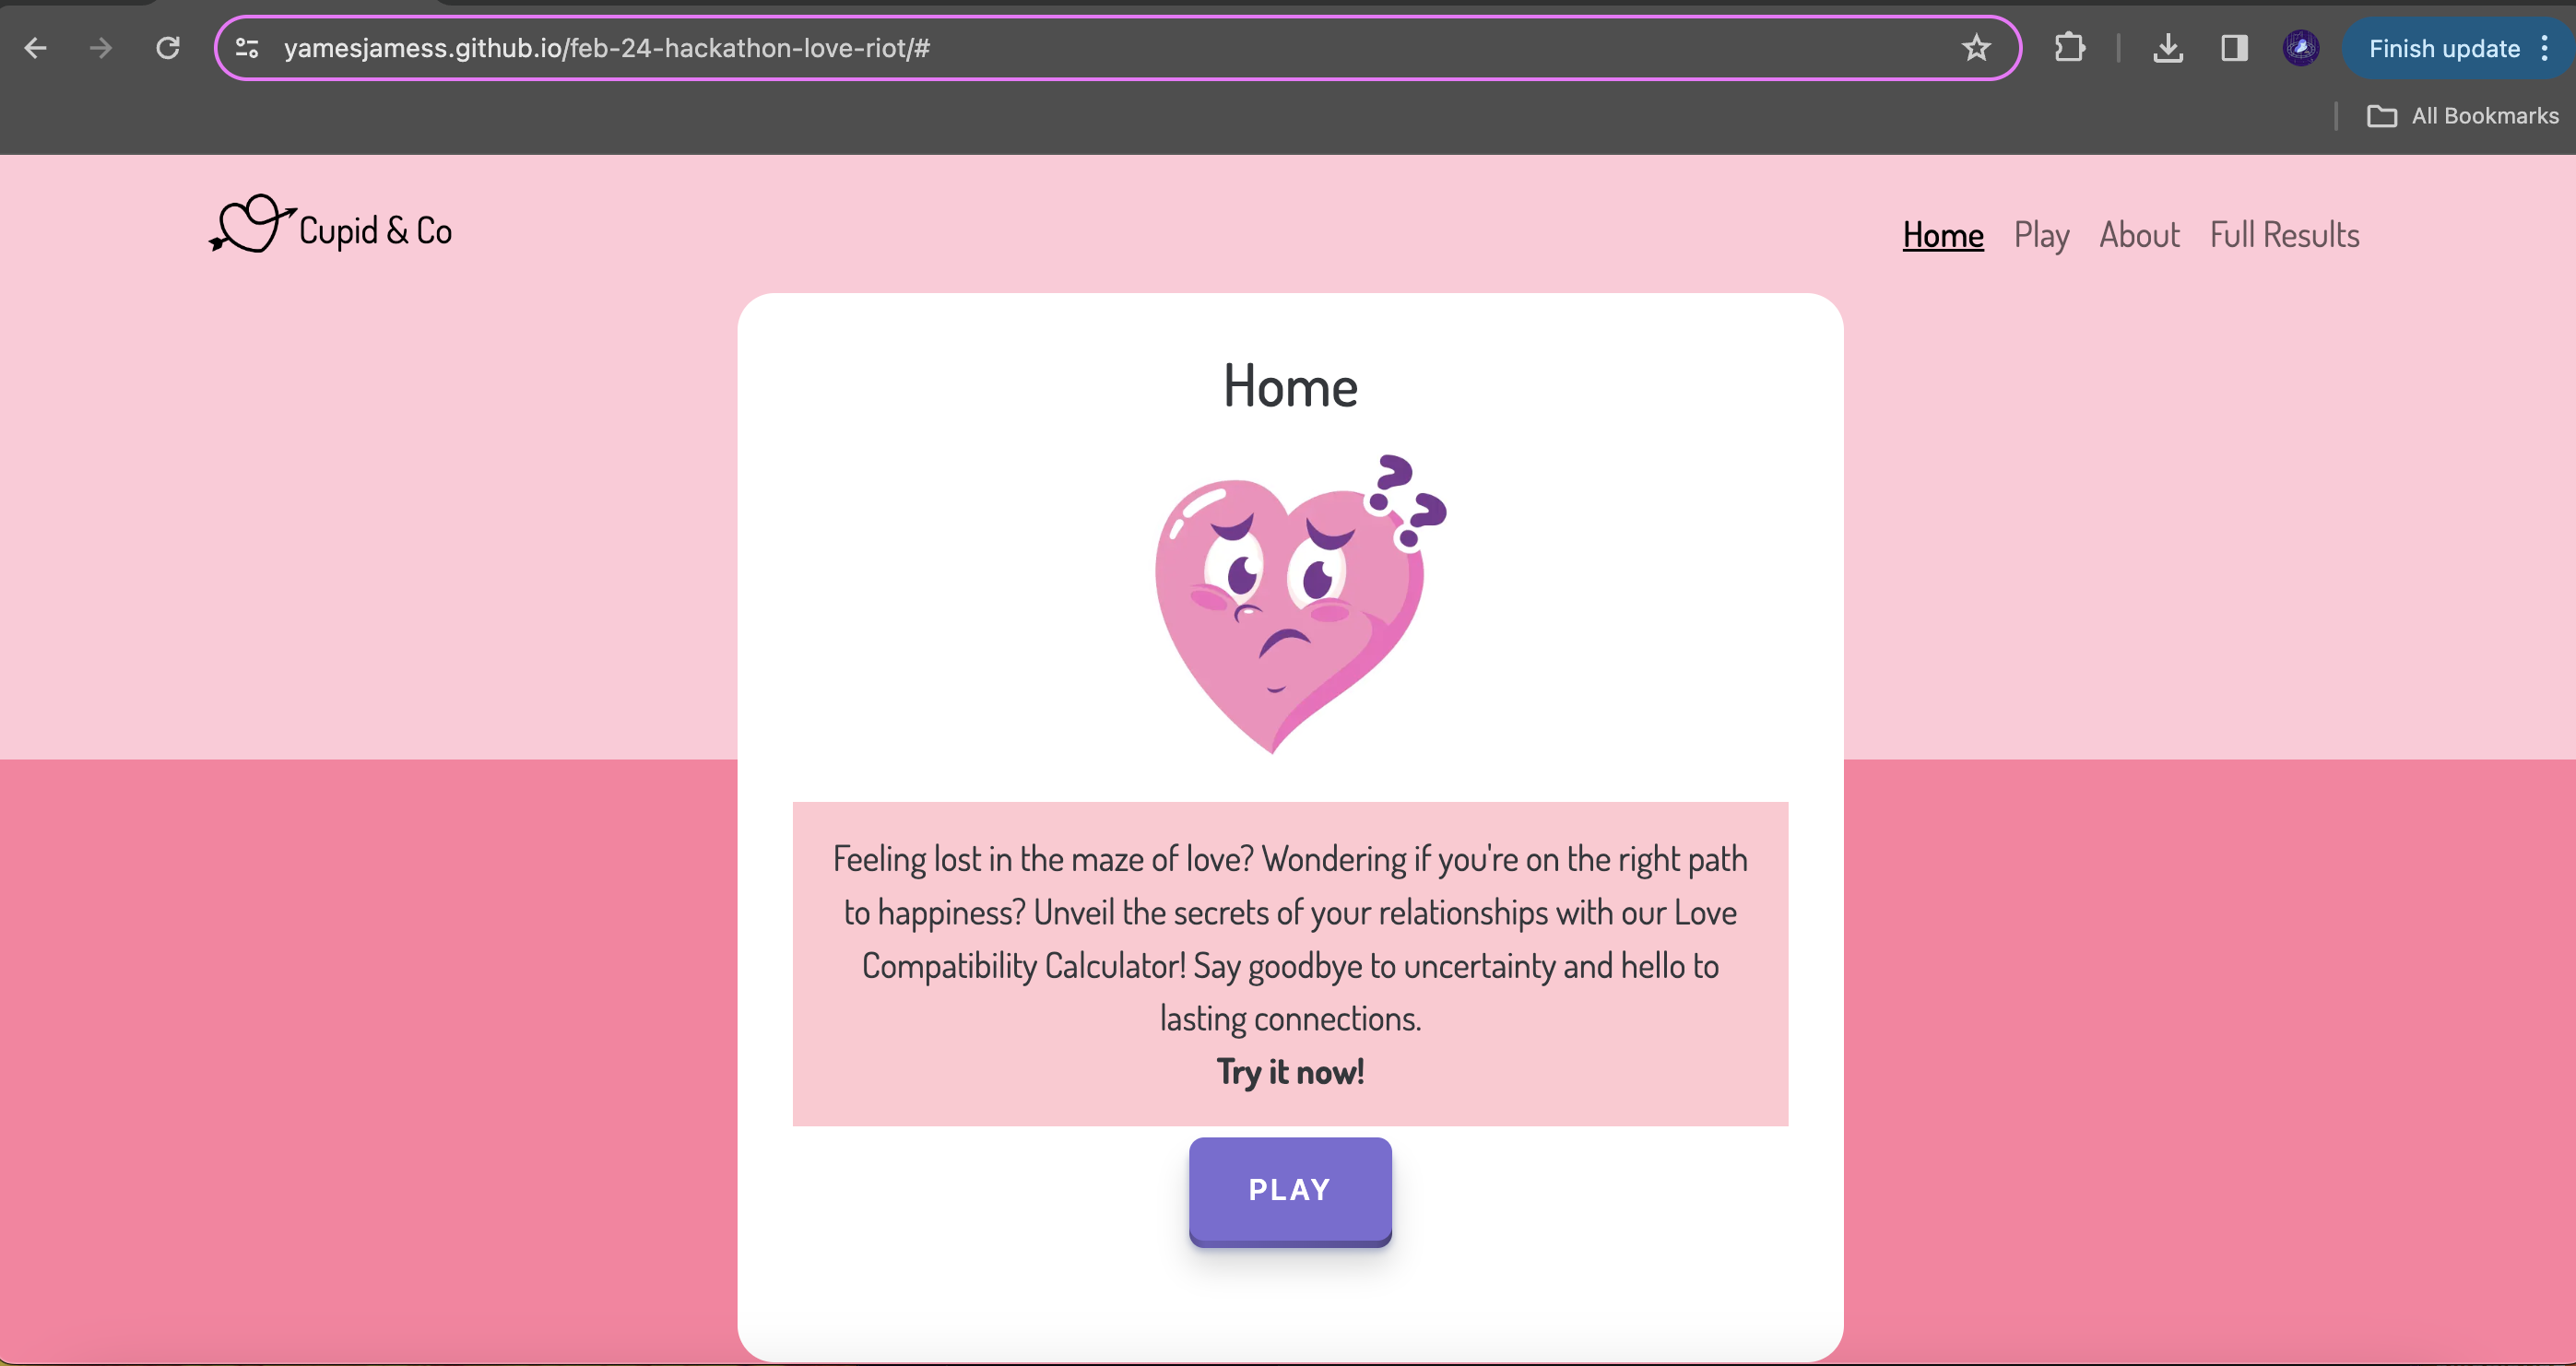 yamesjamess.github.io/feb-24-hackathon-love-riot/#
Finish update
All Bookmarks
Cupid & Co
Home Play About Full Results
Home
? ?
Feeling lost in the maze of love? Wondering if you're on the right path
to happiness? Unveil the secrets of your relationships with our Love
Compatibility Calculator! Say goodbye to uncertainty and hello to
lasting connections.
Try it now!
PLAY